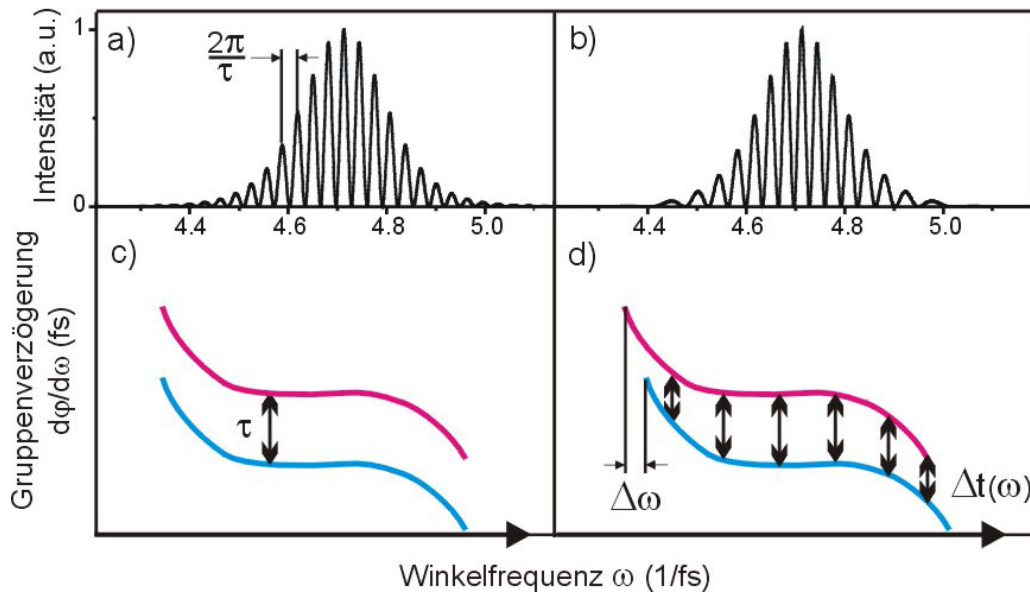 a)
b)
1
2π
τ
Intensität (a.u.)
0
4.4 4.6 4.8 5.0
4.4 4.6 4.8 5.0
c)
d)
Gruppenverzögerung
dφ/dω (fs)
τ
Δω
Δt(ω)
Winkelfrequenz ω (1/fs)